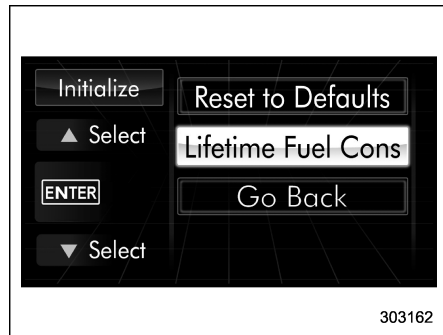 Initialize
▲ Select
ENTER
▼ Select
Reset to Defaults
Lifetime Fuel Cons
Go Back
303162